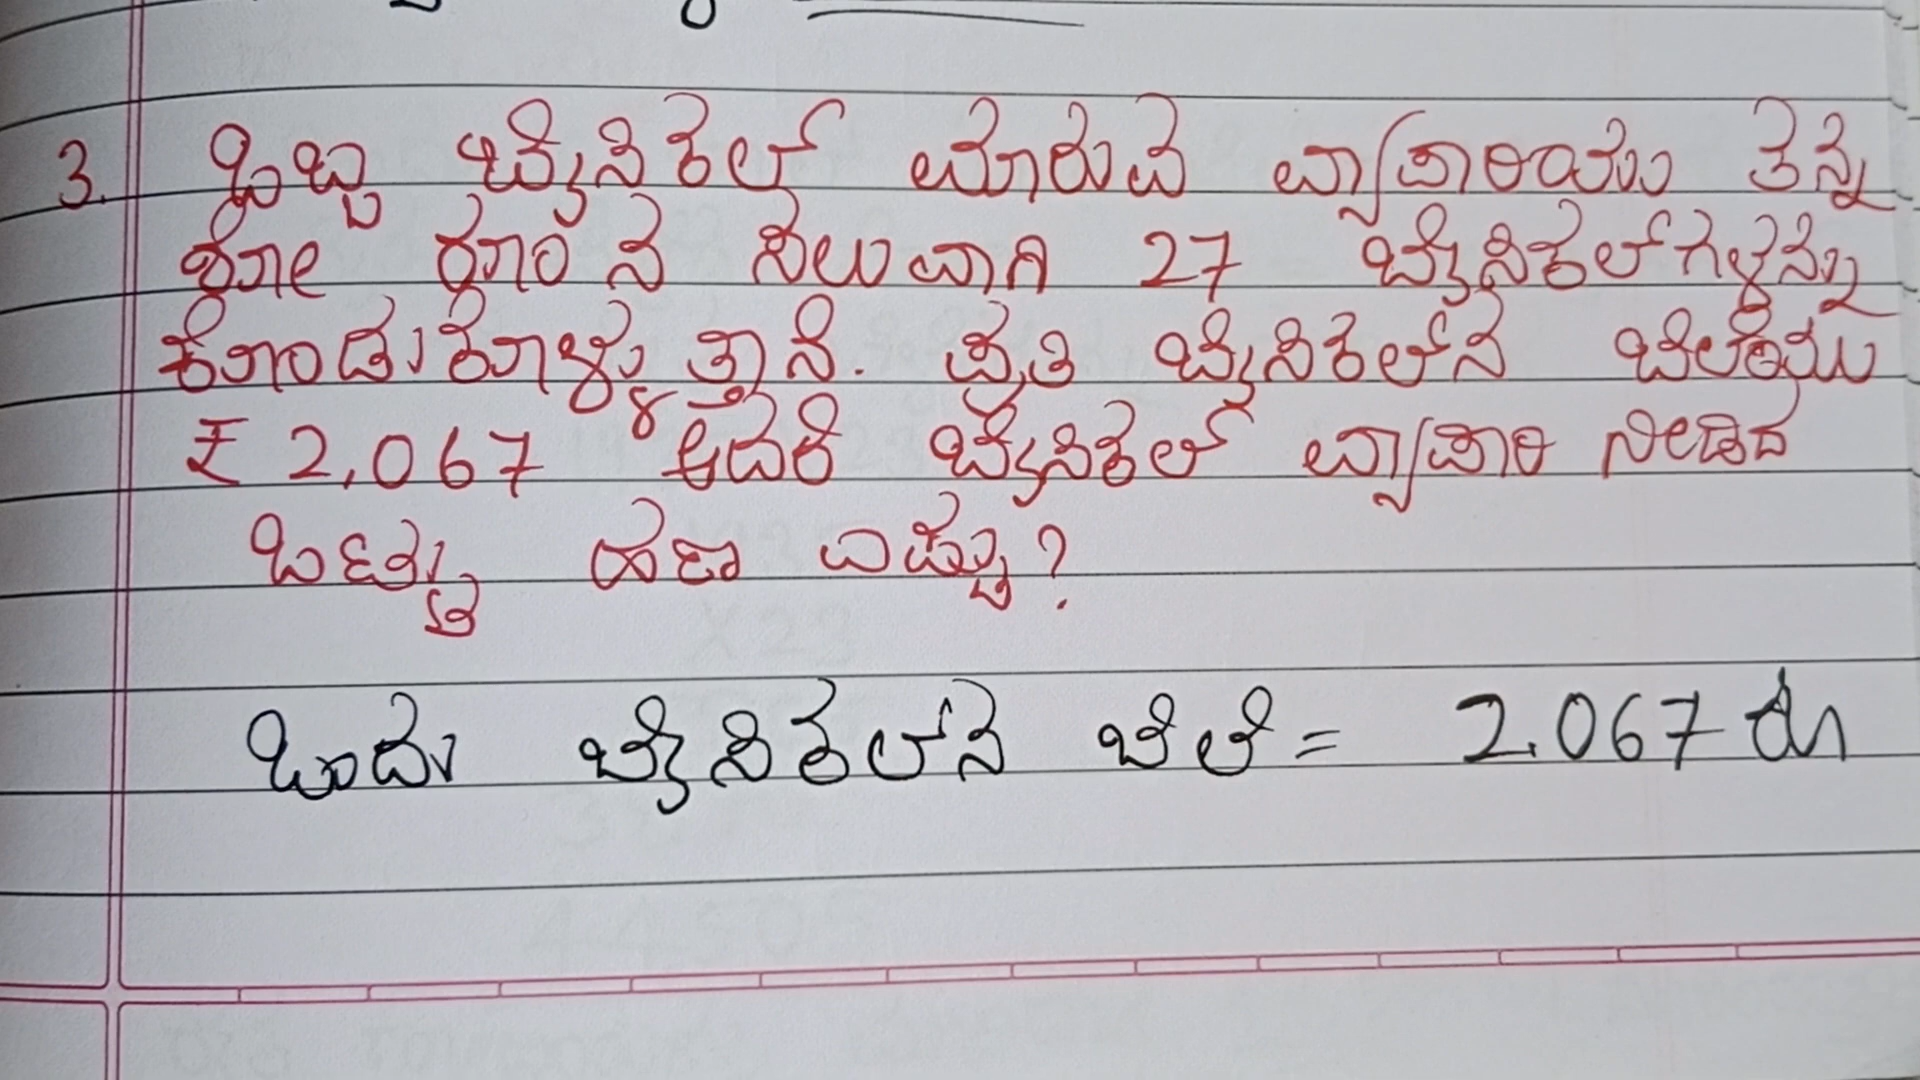 3. ಒಬ್ಬ ಬೈಸಿಕಲ್ ಮಾರುವ ವ್ಯಾಪಾರಿಯು ತನ್ನ
ಶೋ ರೂಂನ ಸಲುವಾಗಿ 27 ಬೈಸಿಕಲ್‌ಗಳನ್ನು
ಕೊಂಡುಕೊಳ್ಳುತ್ತಾನೆ. ಪ್ರತಿ ಬೈಸಿಕಲ್‌ನ ಬೆಲೆಯು
₹ 2,067 ಆದರೆ ಬೈಸಿಕಲ್ ವ್ಯಾಪಾರಿ ನೀಡಿದ
ಒಟ್ಟು ಹಣ ಎಷ್ಟು?
ಒಂದು ಬೈಸಿಕಲ್‌ನ ಬೆಲೆ = 2,067 ರೂ